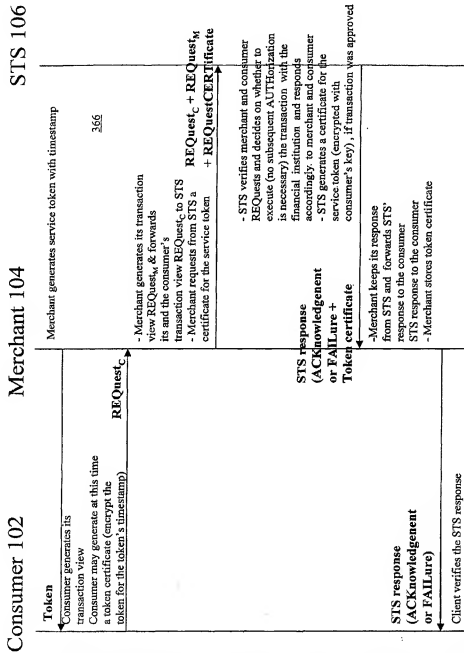 Consumer 102
Merchant 104
STS 106
Merchant generates service token with timestamp
366
Token
Consumer generates its
transaction view
Consumer may generate at this time
a token certificate (encrypt the
token for the token's timestamp)
REQuestC
- Merchant generates its transaction
view REQuestM & forwards
its and the consumer's
transaction view REQuestC to STS
- Merchant requests from STS a
certificate for the service token
REQuestC + REQuestM
+ REQuestCERTificate
- STS verifies merchant and consumer
REQuests and decides on whether to
execute (no subsequent AUTHorization
is necessary) the transaction with the
financial institution and responds
accordingly. to merchant and consumer
- STS generates a certificate for the
service token (encrypted with
consumer's key) , if transaction was approved
STS response
(ACKnowledgenent
or FAILure +
Token certificate
-Merchant keeps its response
from STS and forwards STS'
response to the consumer
STS response to the consumer
- Merchant stores token certificate
STS response
(ACKnowledgenent
or FAILure)
Client verifies the STS response